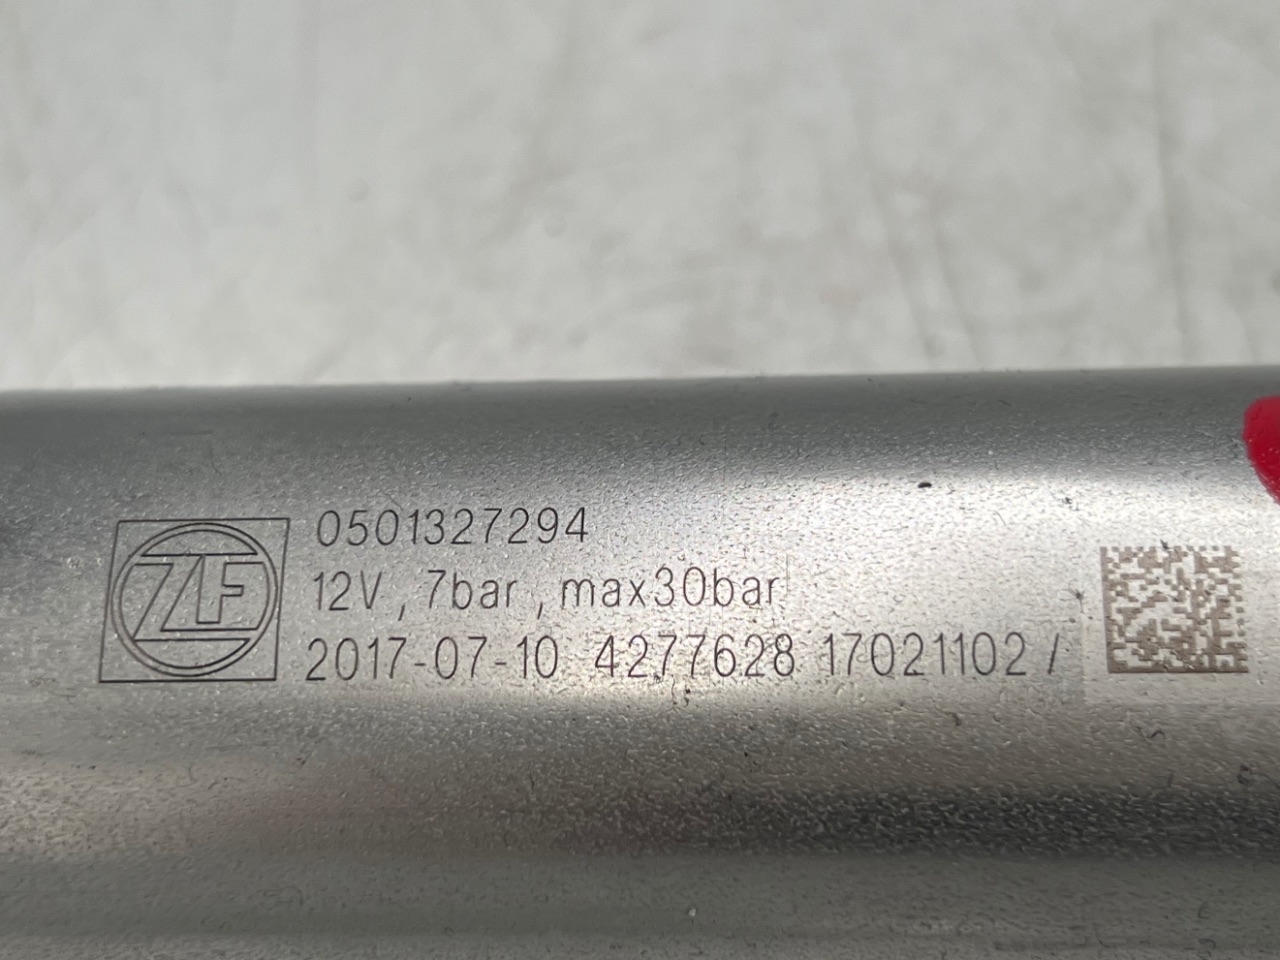 ZF
0501327294
12V , 7bar , max30bar
2017-07-10 4277628 17021102 /